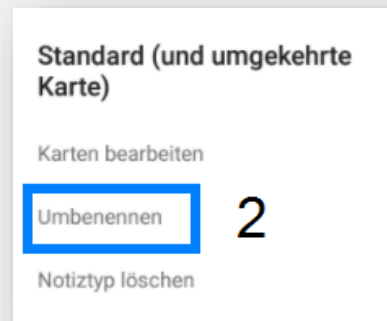 Standard (und umgekehrte
Karte)
Karten bearbeiten
Umbenennen 2
Notiztyp löschen